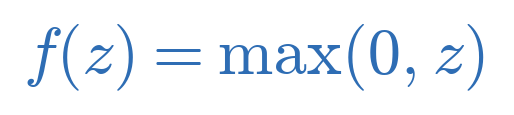 f(z) = max(0, z)